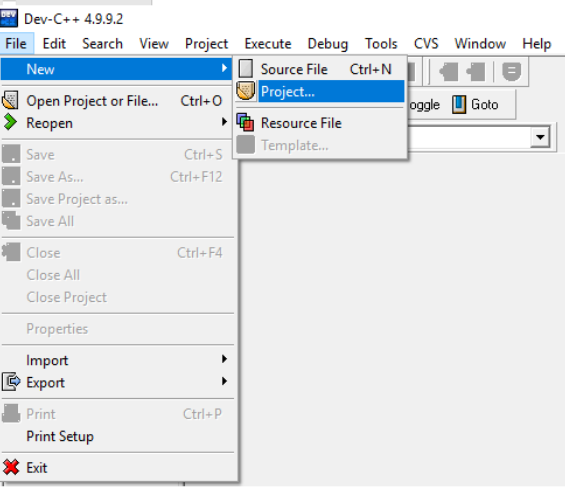 Dev-C++ 4.9.9.2
File Edit Search View Project Execute Debug Tools CVS Window Help
New
Source File Ctrl+N
Project...
Resource File
Template...
oggle Goto
Open Project or File... Ctrl+O
Reopen
Save Ctrl+S
Save As... Ctrl+F12
Save Project as...
Save All
Close Ctrl+F4
Close All
Close Project
Properties
Import
Export
Print Ctrl+P
Print Setup
Exit